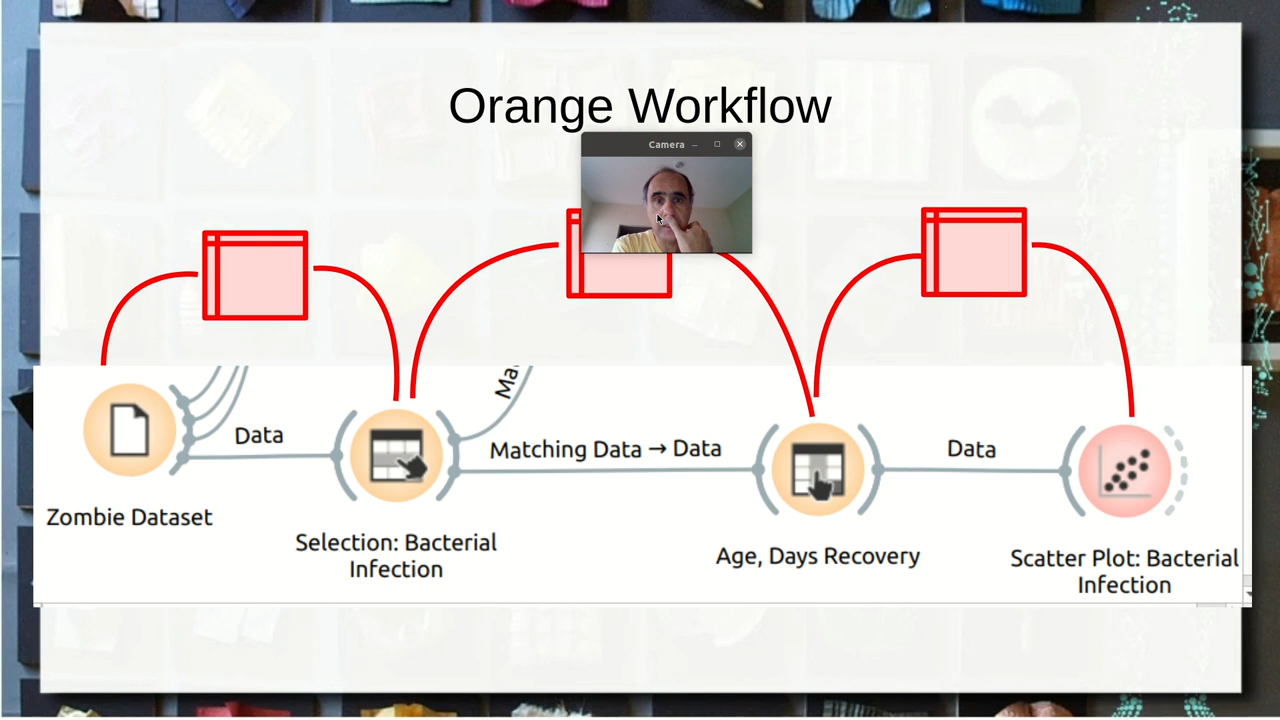 Orange Workflow
Camera
Data
Ma
Matching Data → Data
Data
Zombie Dataset
Selection: Bacterial
Infection
Age, Days Recovery
Scatter Plot: Bacterial
Infection